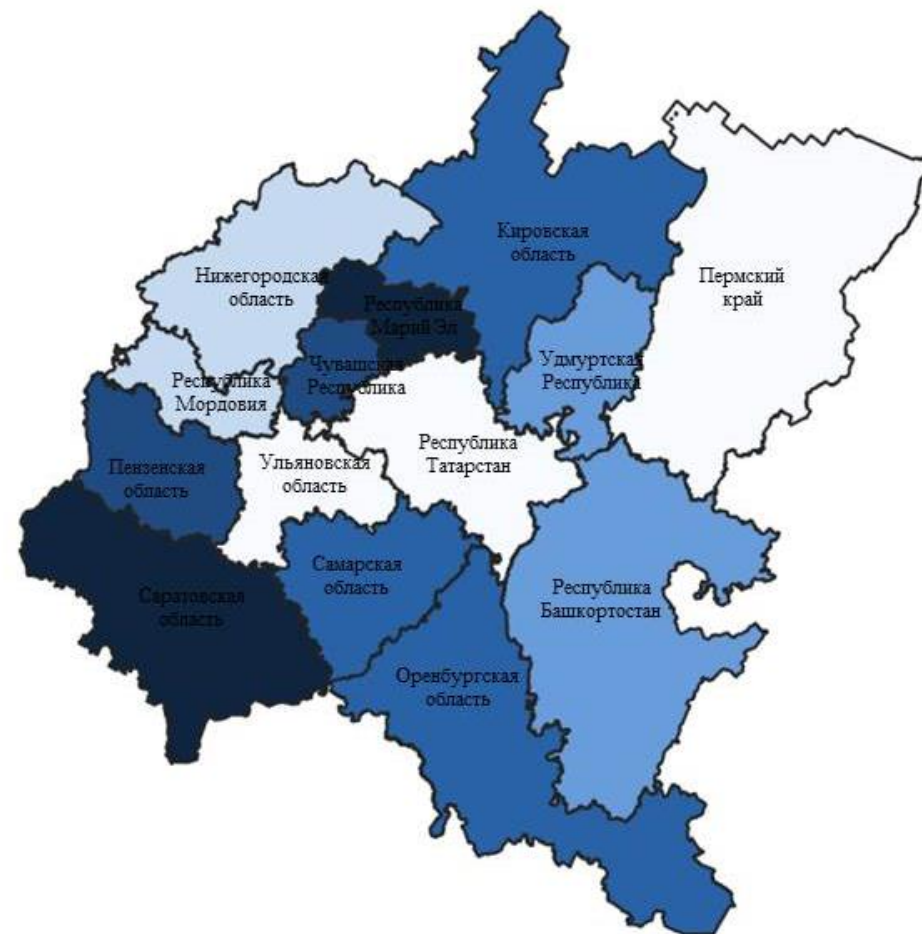 Кировская
область
Пермский
край
Нижегородская
область
Республика
Марий Эл
Чувашская
Республика
Удмуртская
Республика
Республика
Мордовия
Республика
Татарстан
Ульяновская
область
Пензенская
область
Самарская
область
Саратовская
область
Республика
Башкортостан
Оренбургская
область